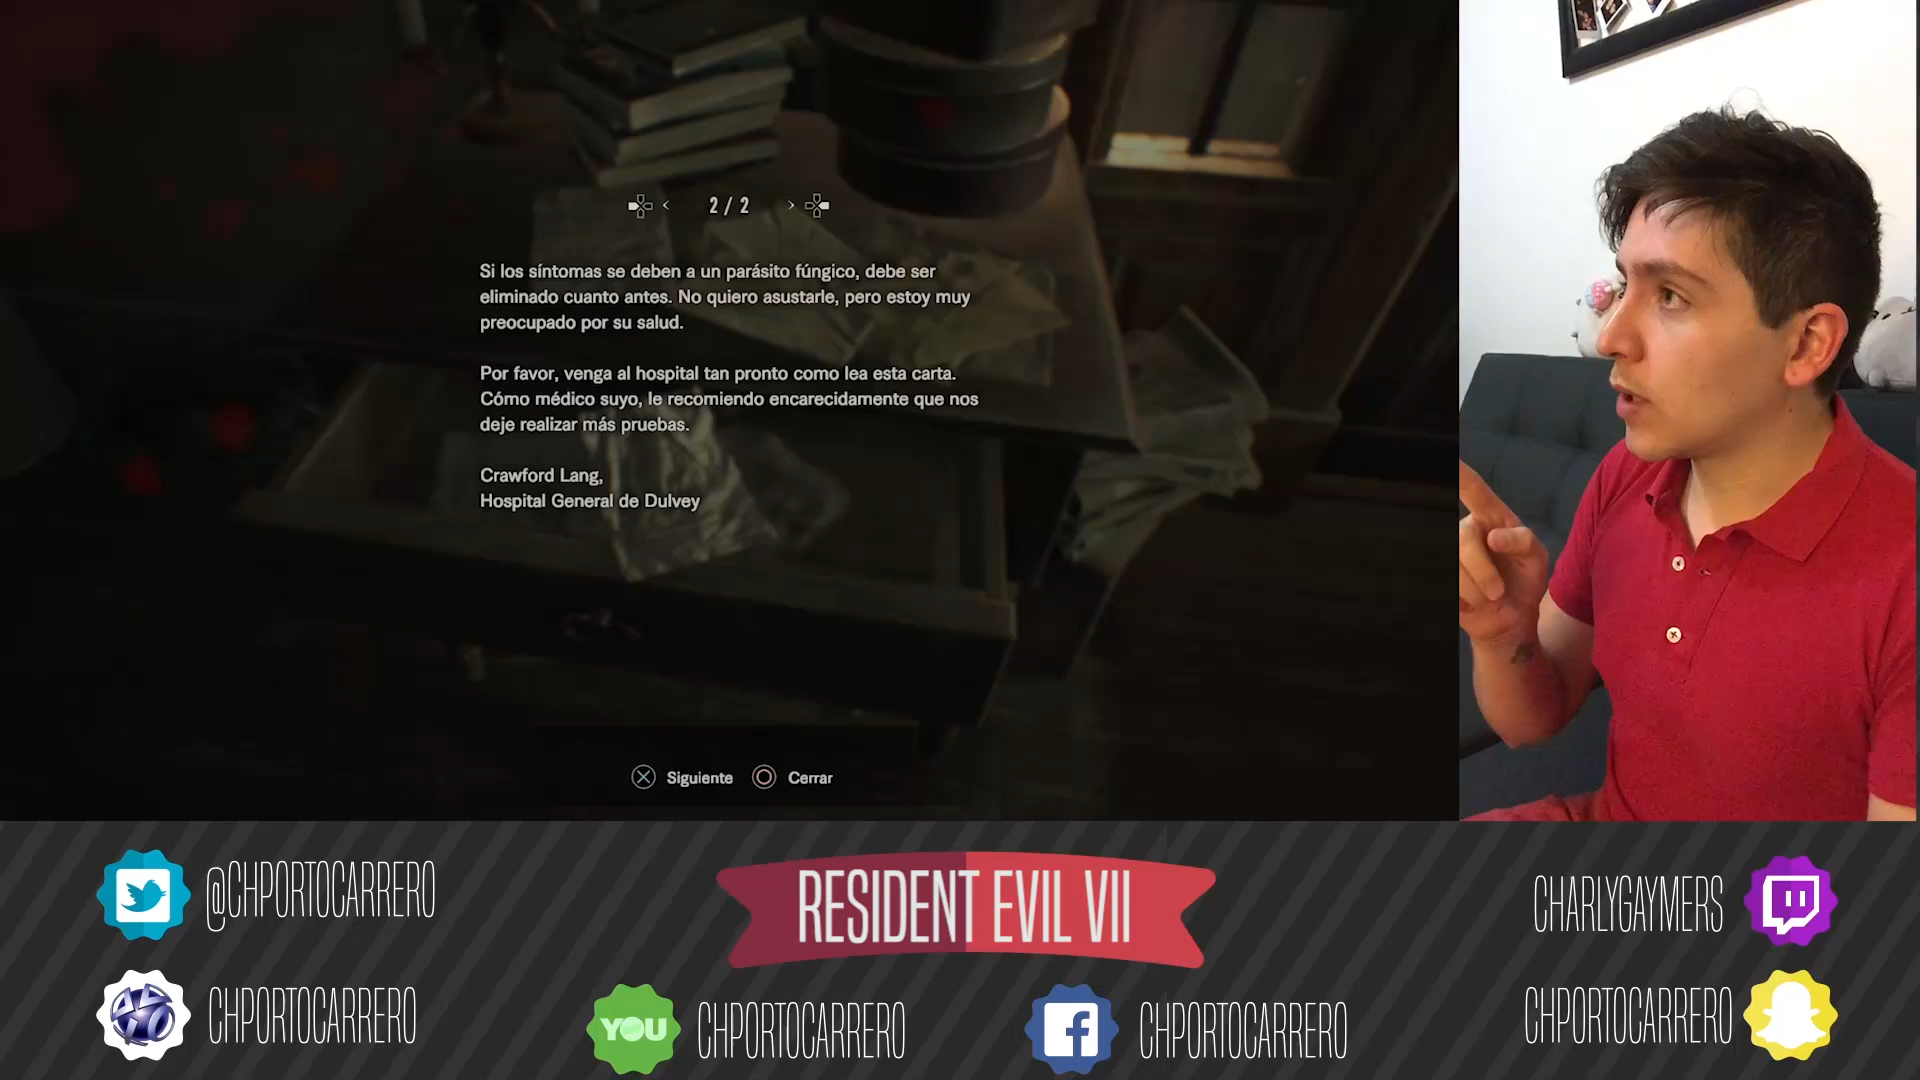 2 / 2
Si los síntomas se deben a un parásito fúngico, debe ser
eliminado cuanto antes. No quiero asustarle, pero estoy muy
preocupado por su salud.
Por favor, venga al hospital tan pronto como lea esta carta.
Cómo médico suyo, le recomiendo encarecidamente que nos
deje realizar más pruebas.
Crawford Lang,
Hospital General de Dulvey
Siguiente
Cerrar
@CHPORTOCARRERO
RESIDENT EVIL VII
CHARLYGAYMERS
CHPORTOCARRERO
YOU
CHPORTOCARRERO
CHPORTOCARRERO
CHPORTOCARRERO